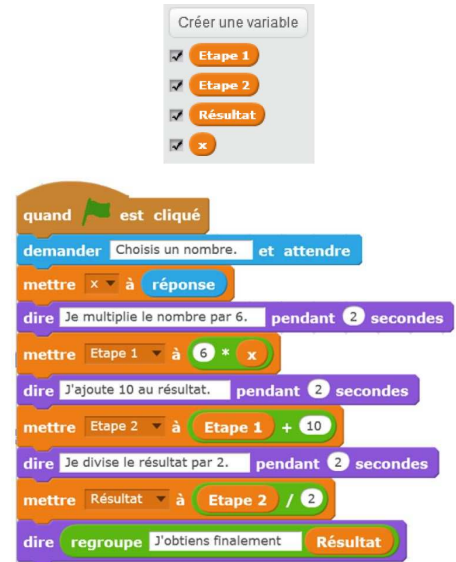 Créer une variable
Etape 1
Etape 2
Résultat
x
quand est cliqué
demander Choisis un nombre. et attendre
mettre x à réponse
dire Je multiplie le nombre par 6. pendant 2 secondes
mettre Etape 1 à 6 * x
dire J'ajoute 10 au résultat. pendant 2 secondes
mettre Etape 2 à Etape 1 + 10
dire Je divise le résultat par 2. pendant 2 secondes
mettre Résultat à Etape 2 / 2
dire regroupe J'obtiens finalement Résultat